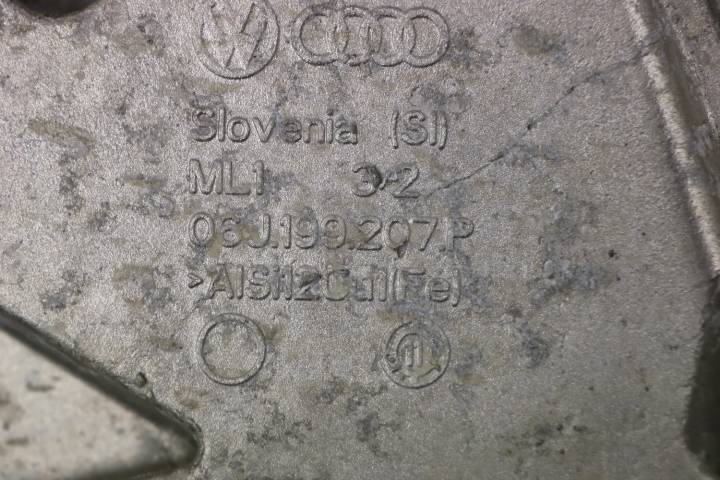 Slovenia (SI)
ML1 3-2
06J.199.207.P
>AlSi12Cu1(Fe)